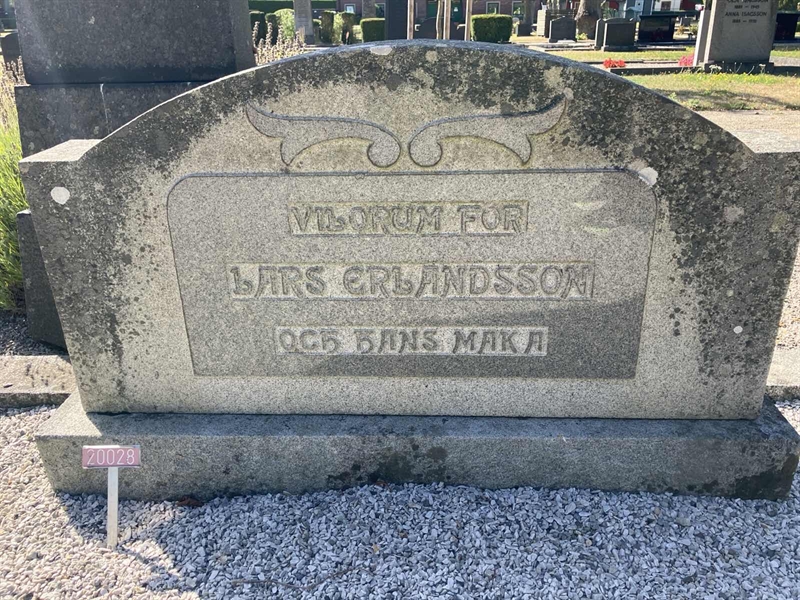 VILORUM FÖR
LARS ERLANDSSON
OCH HANS MAKA
20028